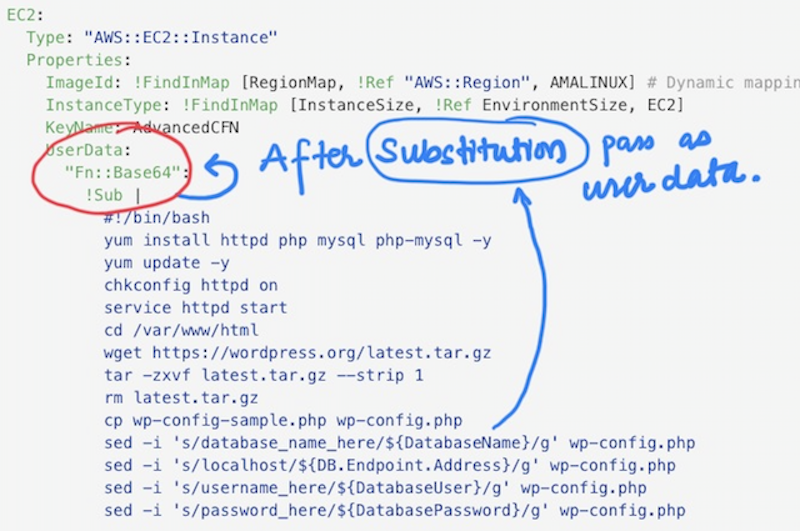 EC2:
Type: "AWS::EC2::Instance"
Properties:
ImageId: !FindInMap [RegionMap, !Ref "AWS::Region", AMALINUX] # Dynamic mappin
InstanceType: !FindInMap [InstanceSize, !Ref EnvironmentSize, EC2]
KeyName: AdvancedCFN
UserData:
After Substitution pass as
user data.
"Fn::Base64":
!Sub |
#!/bin/bash
yum install httpd php mysql php-mysql -y
yum update -y
chkconfig httpd on
service httpd start
cd /var/www/html
wget https://wordpress.org/latest.tar.gz
tar -zxvf latest.tar.gz --strip 1
rm latest.tar.gz
cp wp-config-sample.php wp-config.php
sed -i 's/database_name_here/${DatabaseName}/g' wp-config.php
sed -i 's/localhost/${DB.Endpoint.Address}/g' wp-config.php
sed -i 's/username_here/${DatabaseUser}/g' wp-config.php
sed -i 's/password_here/${DatabasePassword}/g' wp-config.php